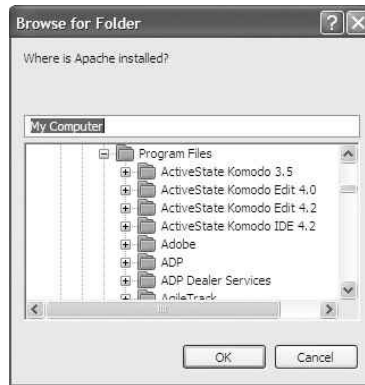 Browse for Folder
Where is Apache installed?
My Computer
Program Files
ActiveState Komodo 3.5
ActiveState Komodo Edit 4.0
ActiveState Komodo Edit 4.2
ActiveState Komodo IDE 4.2
Adobe
ADP
ADP Dealer Services
AgileTrack
OK Cancel